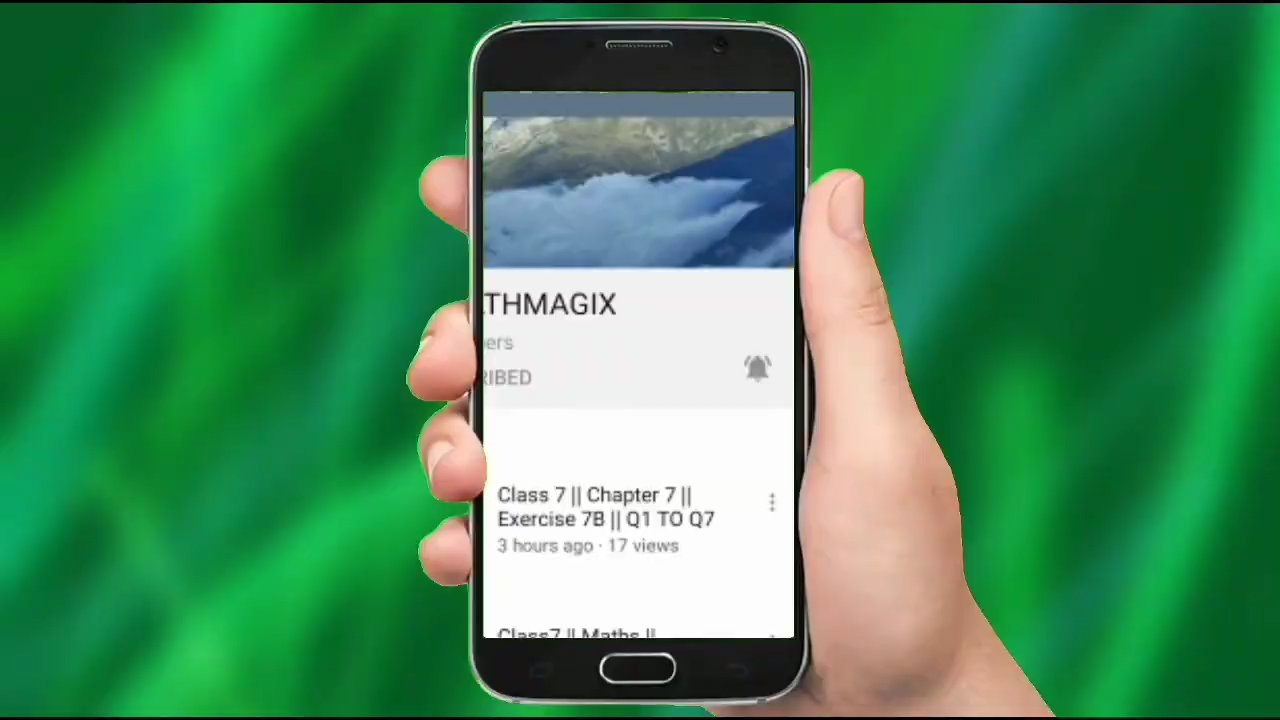 THMAGIX
ers
RIBED
Class 7 || Chapter 7 ||
Exercise 7B || Q1 TO Q7
3 hours ago · 17 views
Class7 || Maths ||